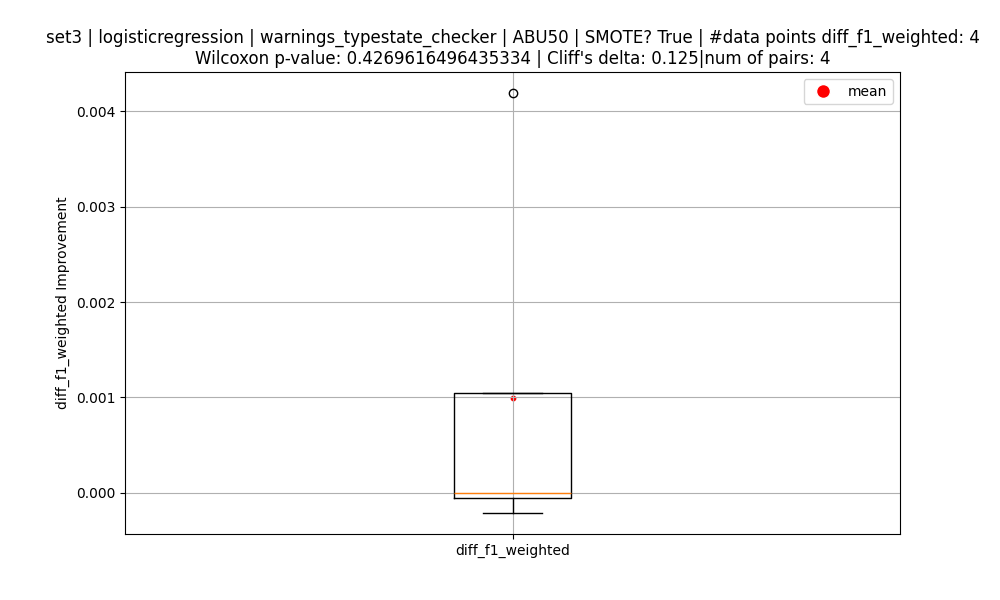 set3 | logisticregression | warnings_typestate_checker | ABU50 | SMOTE? True | #data points diff_f1_weighted: 4
Wilcoxon p-value: 0.4269616496435334 | Cliff's delta: 0.125|num of pairs: 4
mean
0.004
0.003
0.002
0.001
0.000
diff_f1_weighted Improvement
diff_f1_weighted